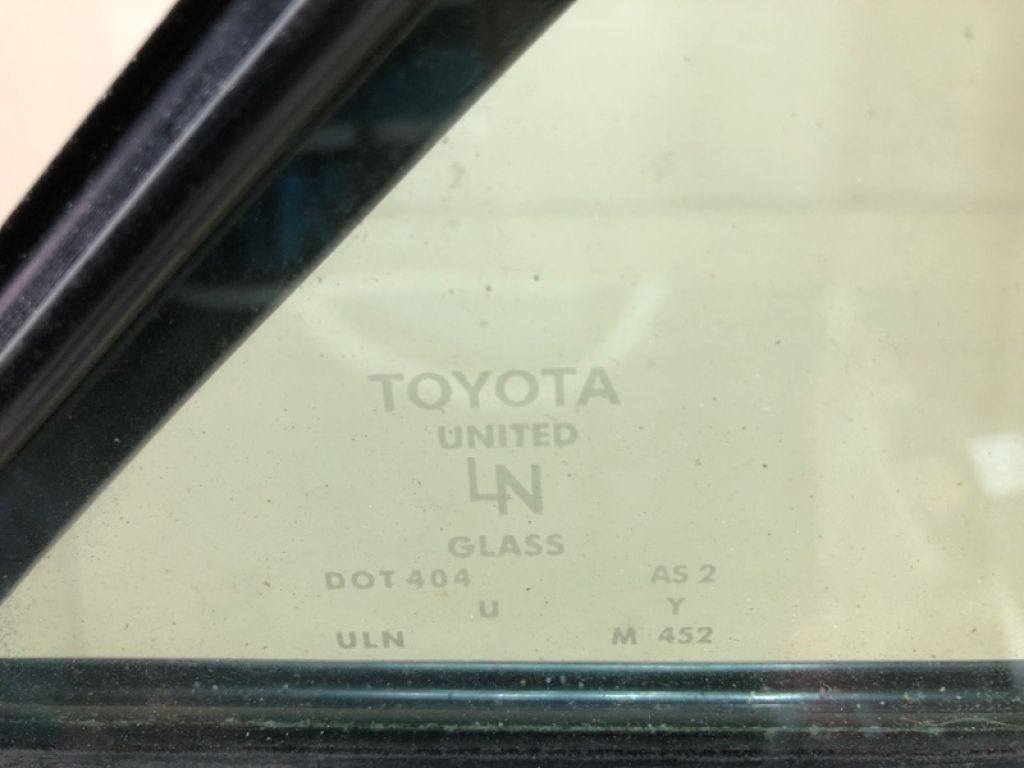 TOYOTA
UNITED
LN
GLASS
DOT 404 AS 2
U Y
ULN M 452